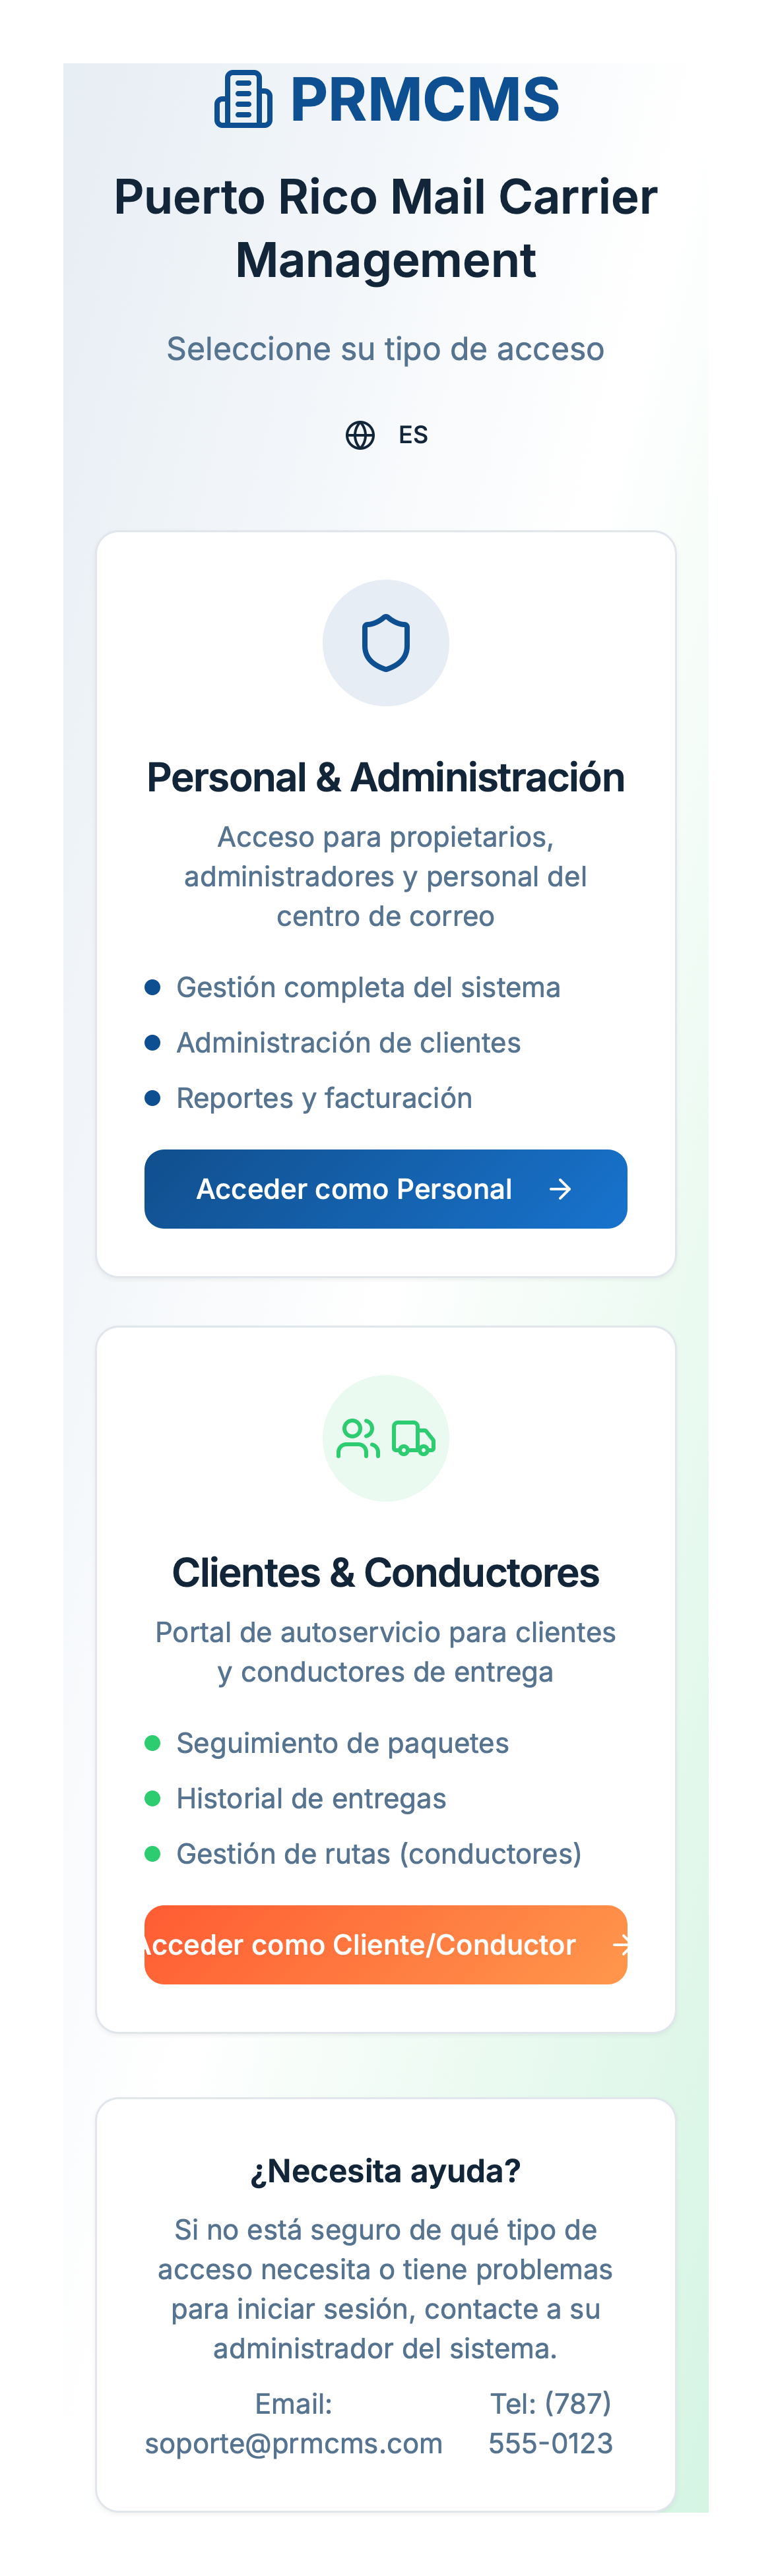 PRMCMS
Puerto Rico Mail Carrier
Management
Seleccione su tipo de acceso
ES
Personal & Administración
Acceso para propietarios,
administradores y personal del
centro de correo
Gestión completa del sistema
Administración de clientes
Reportes y facturación
Acceder como Personal
Clientes & Conductores
Portal de autoservicio para clientes
y conductores de entrega
Seguimiento de paquetes
Historial de entregas
Gestión de rutas (conductores)
Acceder como Cliente/Conductor
¿Necesita ayuda?
Si no está seguro de qué tipo de
acceso necesita o tiene problemas
para iniciar sesión, contacte a su
administrador del sistema.
Email:
soporte@prmcms.com
Tel: (787)
555-0123